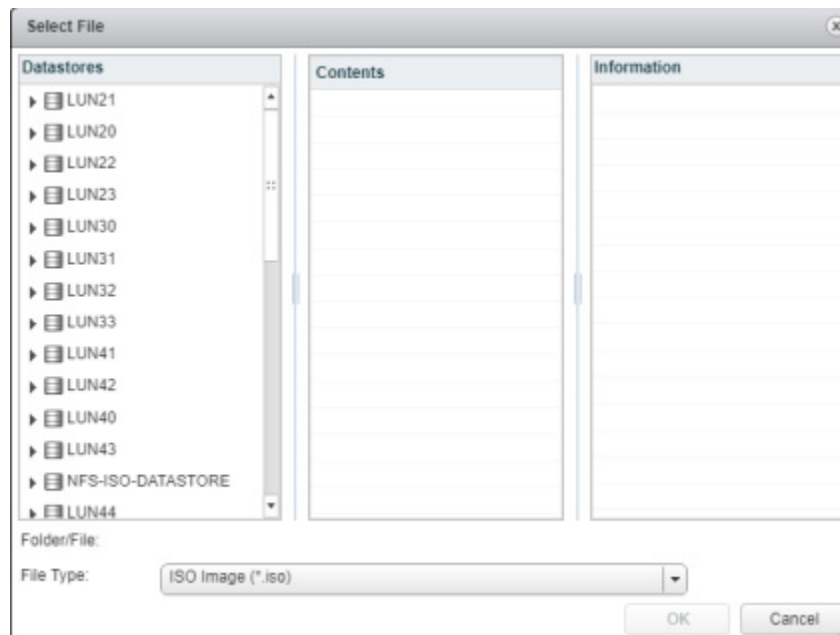 Select File
Datastores
LUN21
LUN20
LUN22
LUN23
LUN30
LUN31
LUN32
LUN33
LUN41
LUN42
LUN40
LUN43
NFS-ISO-DATASTORE
LUN44
Contents
Information
Folder/File:
File Type: ISO Image (*.iso)
OK Cancel